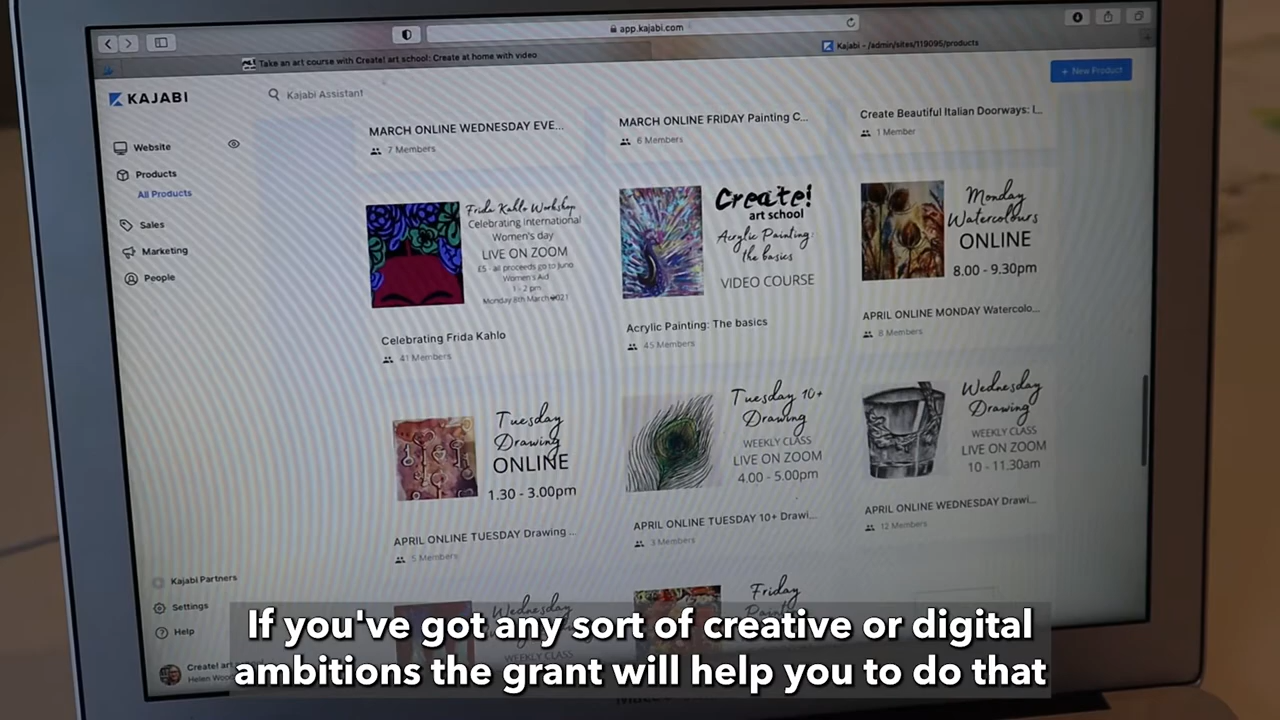 app.kajabi.com
Take an art course with Create! art school: Create at home with video
Kajabi - /admin/sites/119095/products
KAJABI
Kajabi Assistant
+ New Product
Website
Products
All Products
Sales
Marketing
People
MARCH ONLINE WEDNESDAY EVE...
7 Members
MARCH ONLINE FRIDAY Painting C...
6 Members
Create Beautiful Italian Doorways: I...
1 Member
Frida Kahlo Workshop
Celebrating International
Women's day
LIVE ON ZOOM
£5 - all proceeds go to Juno
Women's Aid
1 - 2 pm
Monday 8th March
Celebrating Frida Kahlo
41 Members
Create!
art school
Acrylic Painting:
the basics
VIDEO COURSE
Acrylic Painting: The basics
45 Members
Monday
Watercolours
ONLINE
8.00 - 9.30pm
APRIL ONLINE MONDAY Watercolo...
8 Members
Tuesday
Drawing
ONLINE
1.30 - 3.00pm
APRIL ONLINE TUESDAY Drawing ...
5 Members
Tuesday 10+
Drawing
WEEKLY CLASS
LIVE ON ZOOM
4.00 - 5.00pm
APRIL ONLINE TUESDAY 10+ Drawi...
3 Members
Wednesday
Drawing
WEEKLY CLASS
LIVE ON ZOOM
10 - 11.30am
APRIL ONLINE WEDNESDAY Drawi...
12 Members
Wednesday
Friday
Kajabi Partners
Settings
Help
Create! art
Helen
If you've got any sort of creative or digital
ambitions the grant will help you to do that